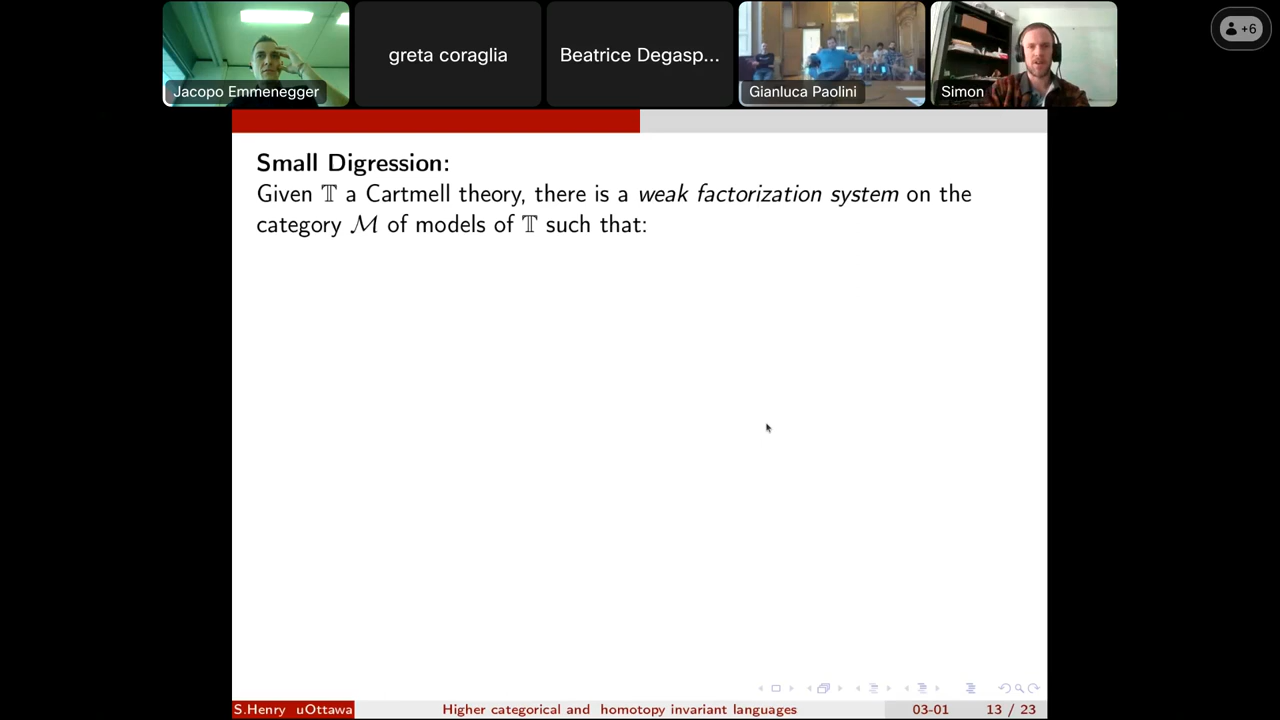 Jacopo Emmenegger
greta coraglia
Beatrice Degasp...
Gianluca Paolini
Simon
+6
Small Digression:
Given 𝕋 a Cartmell theory, there is a weak factorization system on the
category ℳ of models of 𝕋 such that:
S.Henry uOttawa
Higher categorical and homotopy invariant languages
03-01
13 / 23